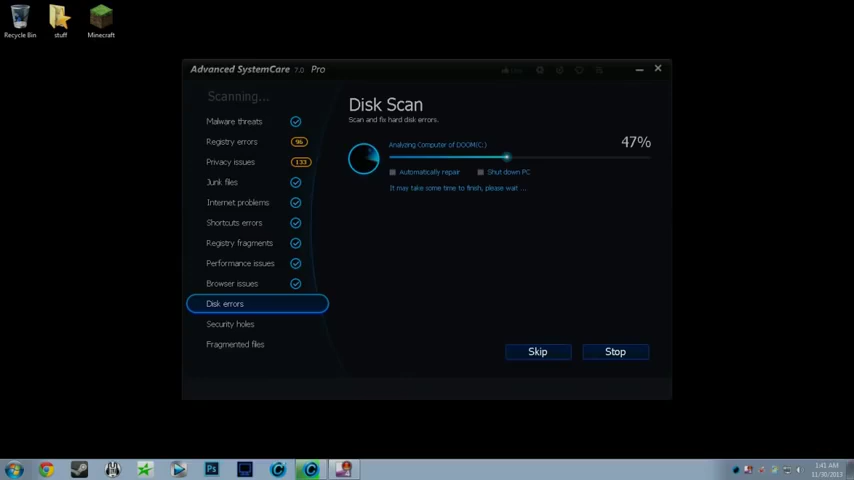 Recycle Bin
stuff
Minecraft
Advanced SystemCare 7.0 Pro
Scanning...
Malware threats
Registry errors 96
Privacy issues 133
Junk files
Internet problems
Shortcuts errors
Registry fragments
Performance issues
Browser issues
Disk errors
Security holes
Fragmented files
Disk Scan
Scan and fix hard disk errors.
Analyzing Computer of DOOM(C:)
47%
Automatically repair
Shut down PC
It may take some time to finish, please wait ...
Skip
Stop
Ps
1:41 AM
11/30/2013